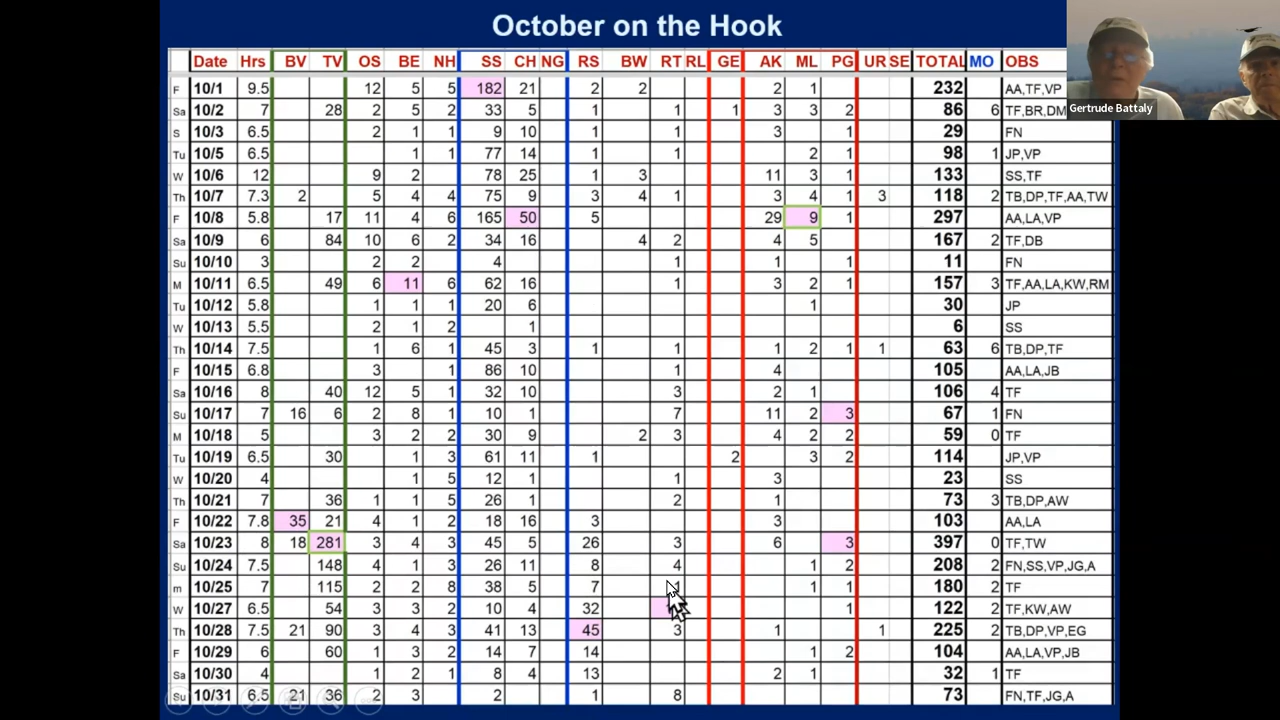 October on the Hook
Gertrude Battaly
Date Hrs BV TV OS BE NH SS CH NG RS BW RT RL GE AK ML PG UR SE TOTAL MO OBS
F 10/1 9.5 12 5 5 182 21 2 2 2 1 232 AA,TF,VP
Sa 10/2 7 28 2 5 2 33 5 1 1 1 3 3 2 86 6 TF,BR,DM
S 10/3 6.5 2 1 1 9 10 1 1 3 1 29 FN
Tu 10/5 6.5 1 1 77 14 1 1 2 1 98 1 JP,VP
W 10/6 12 9 2 78 25 1 3 11 3 1 133 SS,TF
Th 10/7 7.3 2 5 4 4 75 9 3 4 1 3 4 1 3 118 2 TB,DP,TF,AA,TW
F 10/8 5.8 17 11 4 6 165 50 5 29 9 1 297 AA,LA,VP
Sa 10/9 6 84 10 6 2 34 16 4 2 4 5 167 2 TF,DB
Su 10/10 3 2 2 4 1 1 1 11 FN
M 10/11 6.5 49 6 11 6 62 16 1 3 2 1 157 3 TF,AA,LA,KW,RM
Tu 10/12 5.8 1 1 1 20 6 1 30 JP
W 10/13 5.5 2 1 2 1 6 SS
Th 10/14 7.5 1 6 1 45 3 1 1 1 2 1 1 63 6 TB,DP,TF
F 10/15 6.8 3 1 86 10 1 4 105 AA,LA,JB
Sa 10/16 8 40 12 5 1 32 10 3 2 1 106 4 TF
Su 10/17 7 16 6 2 8 1 10 1 7 11 2 3 67 1 FN
M 10/18 5 3 2 2 30 9 2 3 4 2 2 59 0 TF
Tu 10/19 6.5 30 1 3 61 11 1 2 3 2 114 JP,VP
W 10/20 4 1 5 12 1 1 3 23 SS
Th 10/21 7 36 1 1 5 26 1 2 1 73 3 TB,DP,AW
F 10/22 7.8 35 21 4 1 2 18 16 3 3 103 AA,LA
Sa 10/23 8 18 281 3 4 3 45 5 26 3 6 3 397 0 TF,TW
Su 10/24 7.5 148 4 1 3 26 11 8 4 1 2 208 2 FN,SS,VP,JG,A
m 10/25 7 115 2 2 8 38 5 7 1 1 180 2 TF
W 10/27 6.5 54 3 3 2 10 4 32 1 122 2 TF,KW,AW
Th 10/28 7.5 21 90 3 4 3 41 13 45 3 1 1 225 2 TB,DP,VP,EG
F 10/29 6 60 1 3 2 14 7 14 1 2 104 AA,LA,VP,JB
Sa 10/30 4 1 2 1 8 4 13 2 1 32 1 TF
Su 10/31 6.5 21 36 2 3 2 1 8 73 FN,TF,JG,A